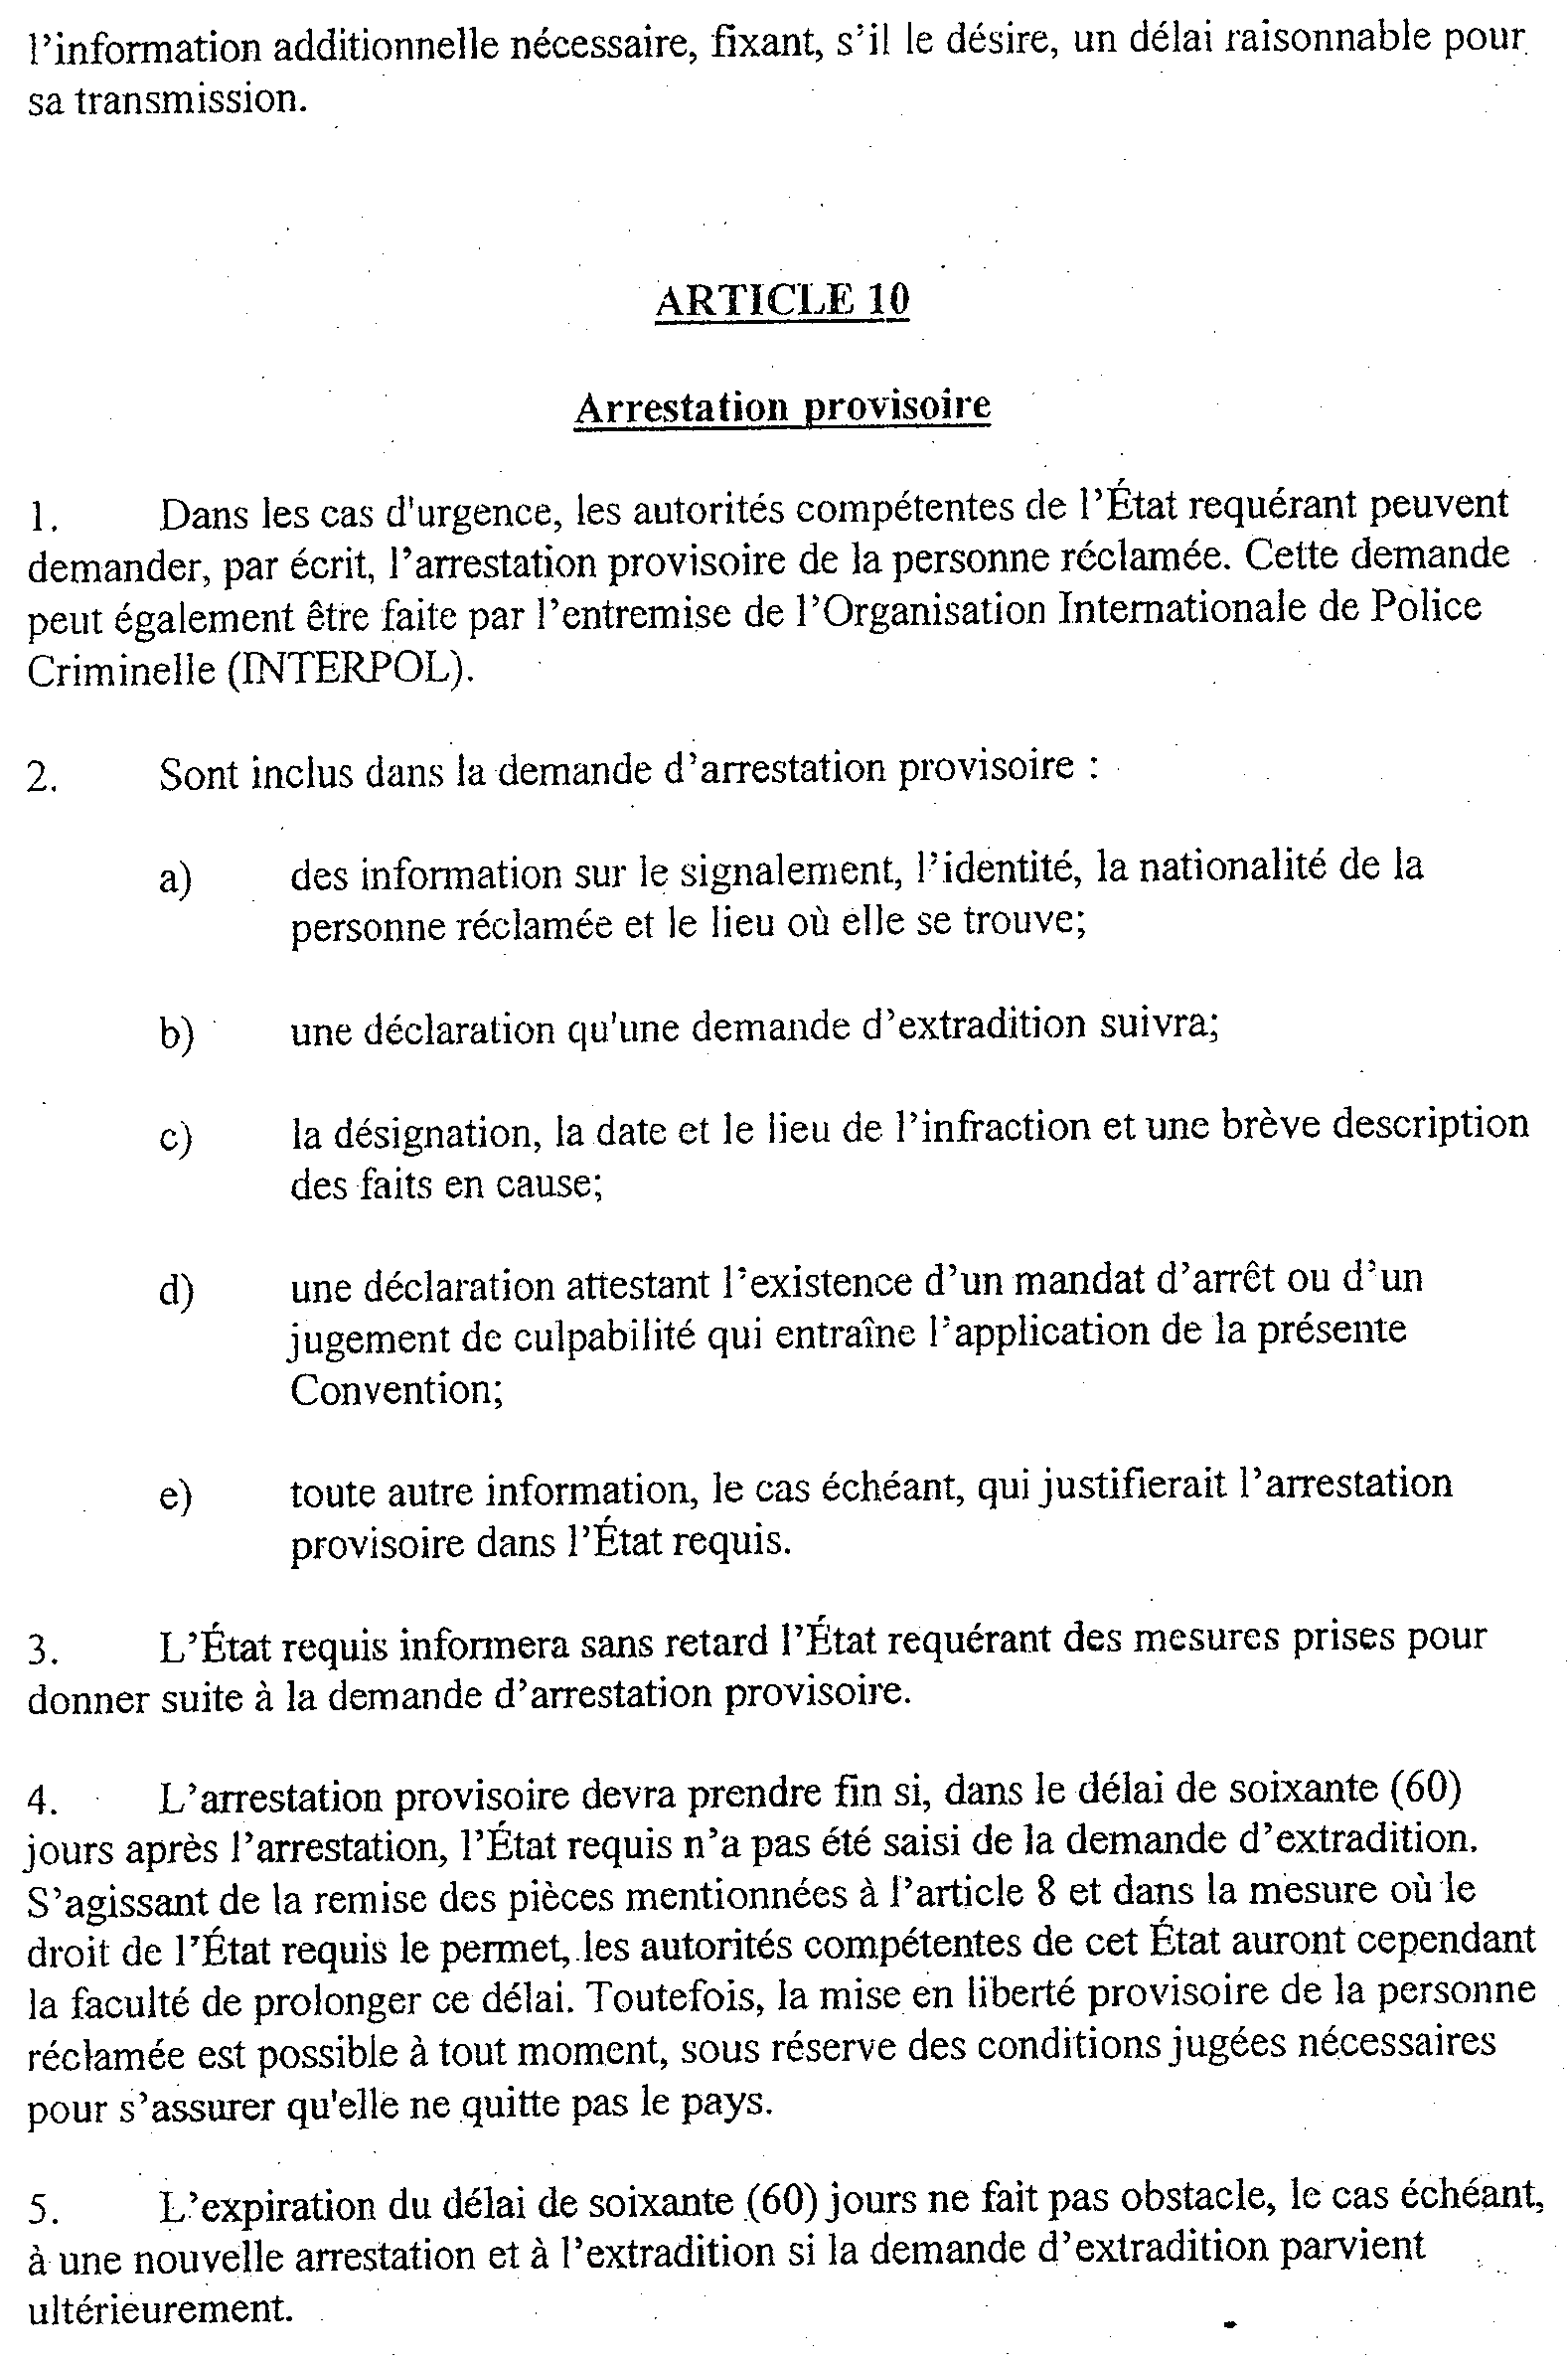 l'information additionnelle nécessaire, fixant, s'il le désire, un délai raisonnable pour
sa transmission.
ARTICLE 10
Arrestation provisoire
1. Dans les cas d'urgence, les autorités compétentes de l'État requérant peuvent
demander, par écrit, l'arrestation provisoire de la personne réclamée. Cette demande
peut également être faite par l'entremise de l'Organisation Internationale de Police
Criminelle (INTERPOL).
2. Sont inclus dans la demande d'arrestation provisoire :
a) des information sur le signalement, l'identité, la nationalité de la
personne réclamée et le lieu où elle se trouve;
b) une déclaration qu'une demande d'extradition suivra;
c) la désignation, la date et le lieu de l'infraction et une brève description
des faits en cause;
d) une déclaration attestant l'existence d'un mandat d'arrêt ou d'un
jugement de culpabilité qui entraîne l'application de la présente
Convention;
e) toute autre information, le cas échéant, qui justifierait l'arrestation
provisoire dans l'État requis.
3. L'État requis informera sans retard l'État requérant des mesures prises pour
donner suite à la demande d'arrestation provisoire.
4. L'arrestation provisoire devra prendre fin si, dans le délai de soixante (60)
jours après l'arrestation, l'État requis n'a pas été saisi de la demande d'extradition.
S'agissant de la remise des pièces mentionnées à l'article 8 et dans la mesure où le
droit de l'État requis le permet, les autorités compétentes de cet État auront cependant
la faculté de prolonger ce délai. Toutefois, la mise en liberté provisoire de la personne
réclamée est possible à tout moment, sous réserve des conditions jugées nécessaires
pour s'assurer qu'elle ne quitte pas le pays.
5. L'expiration du délai de soixante (60) jours ne fait pas obstacle, le cas échéant,
à une nouvelle arrestation et à l'extradition si la demande d'extradition parvient
ultérieurement.